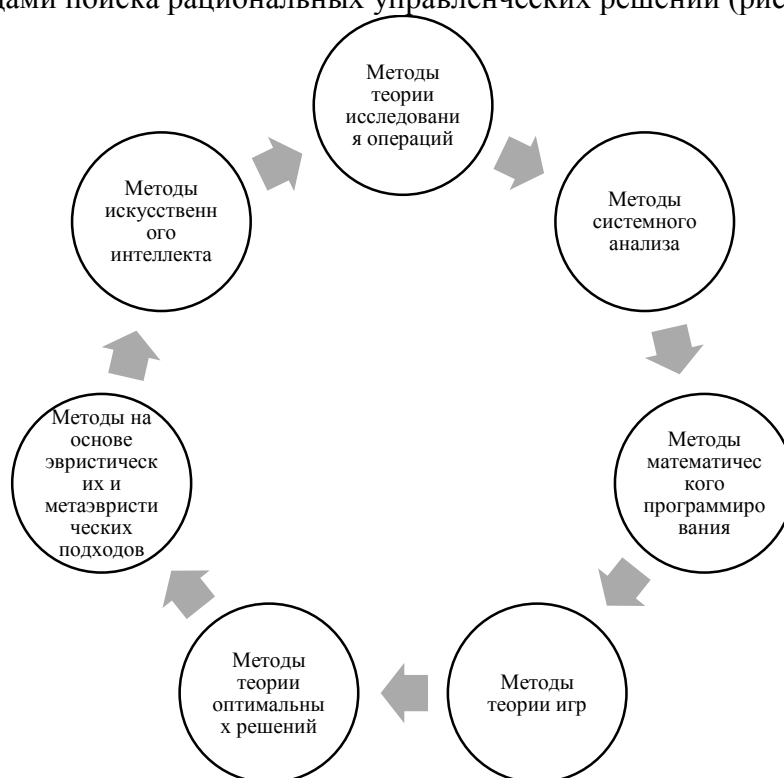 дами поиска рациональных управленческих решений (рис
Методы
теории
исследовани
я операций
Методы
системного
анализа
Методы
математичес
кого
программиро
вания
Методы
теории игр
Методы
теории
оптимальны
х решений
Методы на
основе
эвристическ
их и
метаэвристи
ческих
подходов
Методы
искусственн
ого
интеллекта